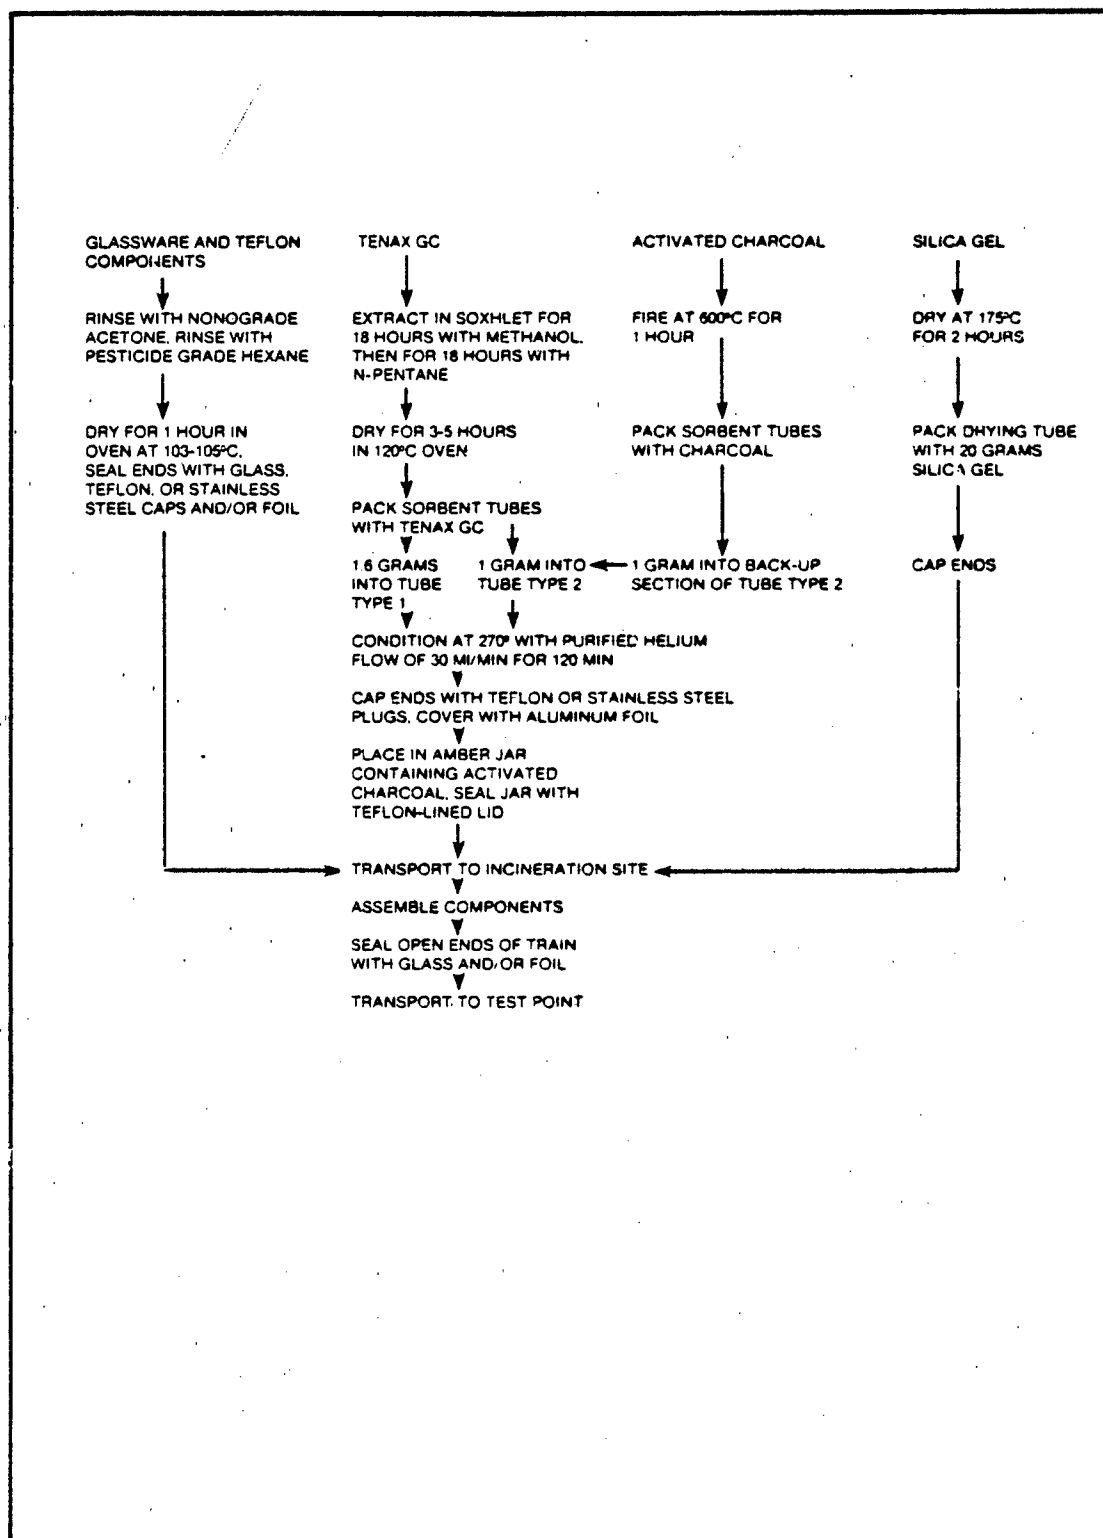 GLASSWARE AND TEFLON
COMPONENTS
RINSE WITH NONOGRADE
ACETONE, RINSE WITH
PESTICIDE GRADE HEXANE
DRY FOR 1 HOUR IN
OVEN AT 103-105ºC,
SEAL ENDS WITH GLASS,
TEFLON, OR STAINLESS
STEEL CAPS AND/OR FOIL
TENAX GC
EXTRACT IN SOXHLET FOR
18 HOURS WITH METHANOL,
THEN FOR 18 HOURS WITH
N-PENTANE
DRY FOR 3-5 HOURS
IN 120ºC OVEN
PACK SORBENT TUBES
WITH TENAX GC
1.6 GRAMS
INTO TUBE
TYPE 1
1 GRAM INTO
TUBE TYPE 2
ACTIVATED CHARCOAL
FIRE AT 600ºC FOR
1 HOUR
PACK SORBENT TUBES
WITH CHARCOAL
1 GRAM INTO BACK-UP
SECTION OF TUBE TYPE 2
SILICA GEL
DRY AT 175ºC
FOR 2 HOURS
PACK DRYING TUBE
WITH 20 GRAMS
SILICA GEL
CAP ENDS
CONDITION AT 270º WITH PURIFIED HELIUM
FLOW OF 30 Ml/MIN FOR 120 MIN
CAP ENDS WITH TEFLON OR STAINLESS STEEL
PLUGS, COVER WITH ALUMINUM FOIL
PLACE IN AMBER JAR
CONTAINING ACTIVATED
CHARCOAL, SEAL JAR WITH
TEFLON-LINED LID
TRANSPORT TO INCINERATION SITE
ASSEMBLE COMPONENTS
SEAL OPEN ENDS OF TRAIN
WITH GLASS AND/OR FOIL
TRANSPORT TO TEST POINT